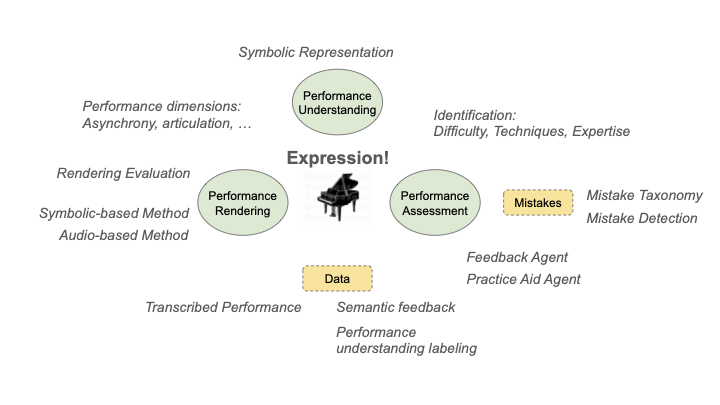 Symbolic Representation
Performance
Understanding
Performance dimensions:
Asynchrony, articulation, …
Identification:
Difficulty, Techniques, Expertise
Expression!
Rendering Evaluation
Performance
Rendering
Performance
Assessment
Mistakes
Mistake Taxonomy
Mistake Detection
Symbolic-based Method
Audio-based Method
Feedback Agent
Practice Aid Agent
Data
Transcribed Performance
Semantic feedback
Performance
understanding labeling